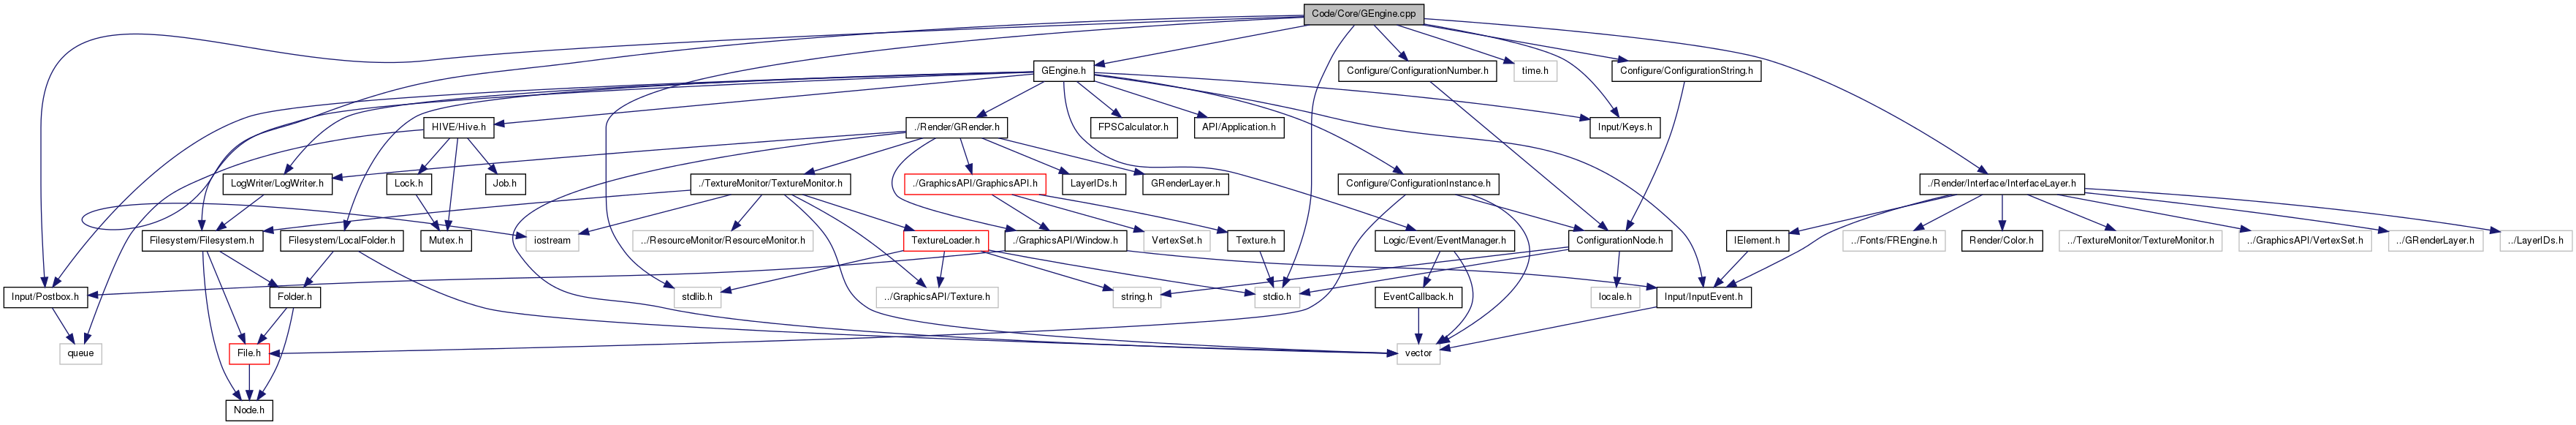 Code/Core/GEngine.cpp
GEngine.h
Configure/ConfigurationNumber.h
time.h
Configure/ConfigurationString.h
HIVE/Hive.h
./Render/GRender.h
FPSCalculator.h
API/Application.h
Input/Keys.h
LogWriter/LogWriter.h
Lock.h
Job.h
./TextureMonitor/TextureMonitor.h
./GraphicsAPI/GraphicsAPI.h
LayerIDs.h
GRenderLayer.h
Configure/ConfigurationInstance.h
./Render/Interface/InterfaceLayer.h
Filesystem/Filesystem.h
Filesystem/LocalFolder.h
Mutex.h
iostream
../ResourceMonitor/ResourceMonitor.h
TextureLoader.h
./GraphicsAPI/Window.h
VertexSet.h
Texture.h
Logic/Event/EventManager.h
ConfigurationNode.h
IElement.h
../Fonts/FREngine.h
Render/Color.h
../TextureMonitor/TextureMonitor.h
../GraphicsAPI/VertexSet.h
../GRenderLayer.h
../LayerIDs.h
Input/Postbox.h
Folder.h
stdlib.h
../GraphicsAPI/Texture.h
string.h
stdio.h
EventCallback.h
locale.h
Input/InputEvent.h
queue
File.h
vector
Node.h